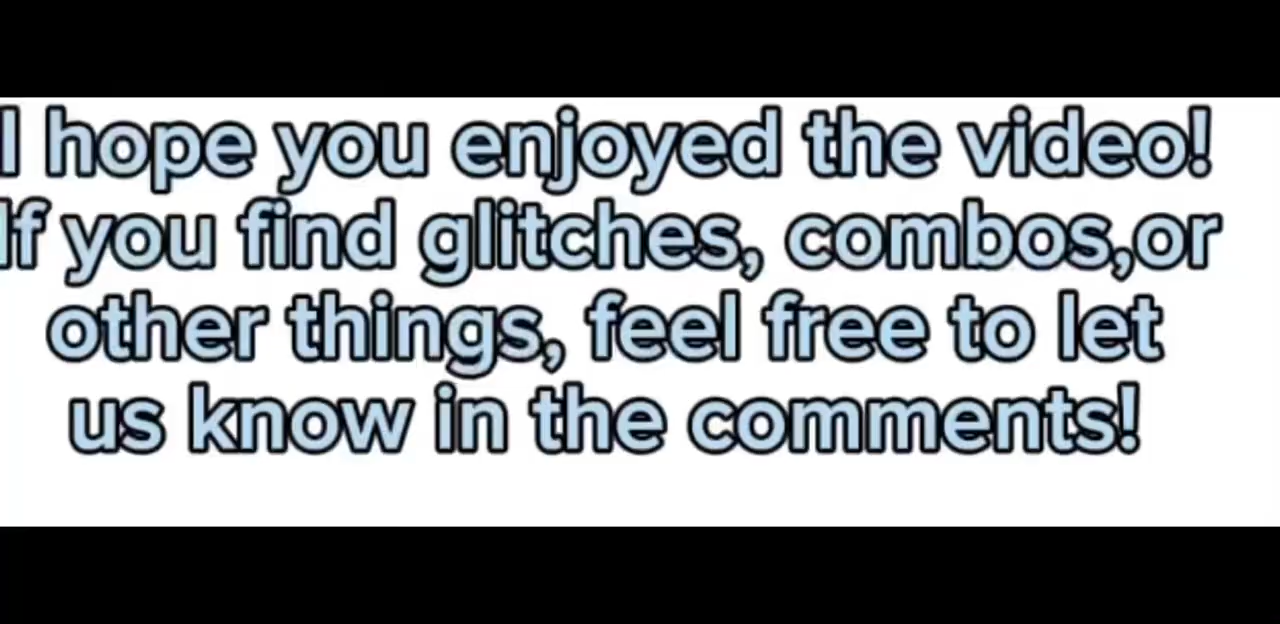 I hope you enjoyed the video!
If you find glitches, combos,or
other things, feel free to let
us know in the comments!